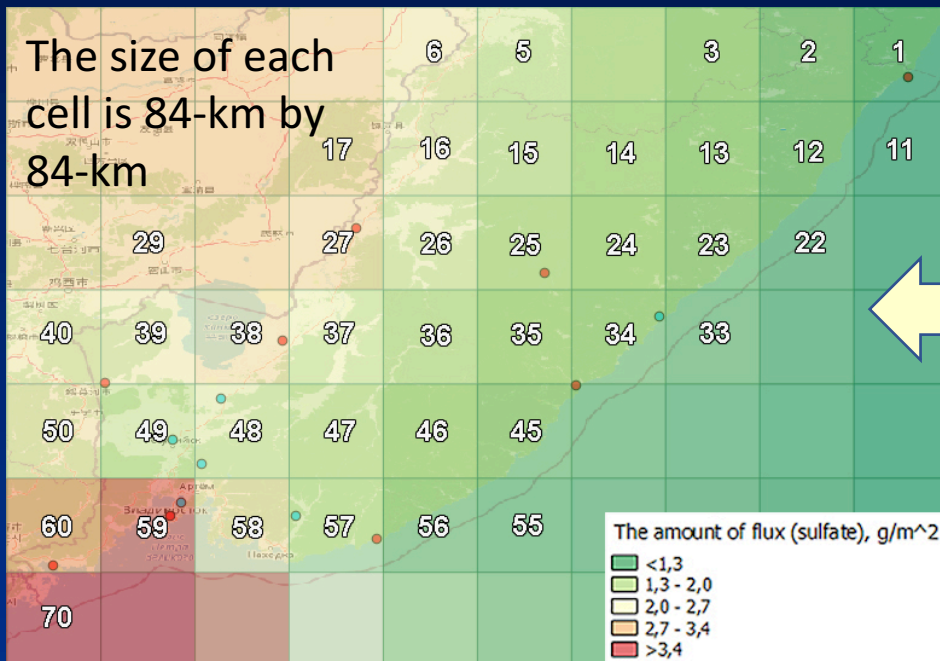 The size of each
cell is 84-km by
84-km
6 5 3 2 1
17 16 15 14 13 12 11
29 27 26 25 24 23 22
40 39 38 37 36 35 34 33
50 49 48 47 46 45
Артем
Владивосток
60 59 58 57 56 55
Находка
70
The amount of flux (sulfate), g/m^2
<1,3
1,3 - 2,0
2,0 - 2,7
2,7 - 3,4
>3,4